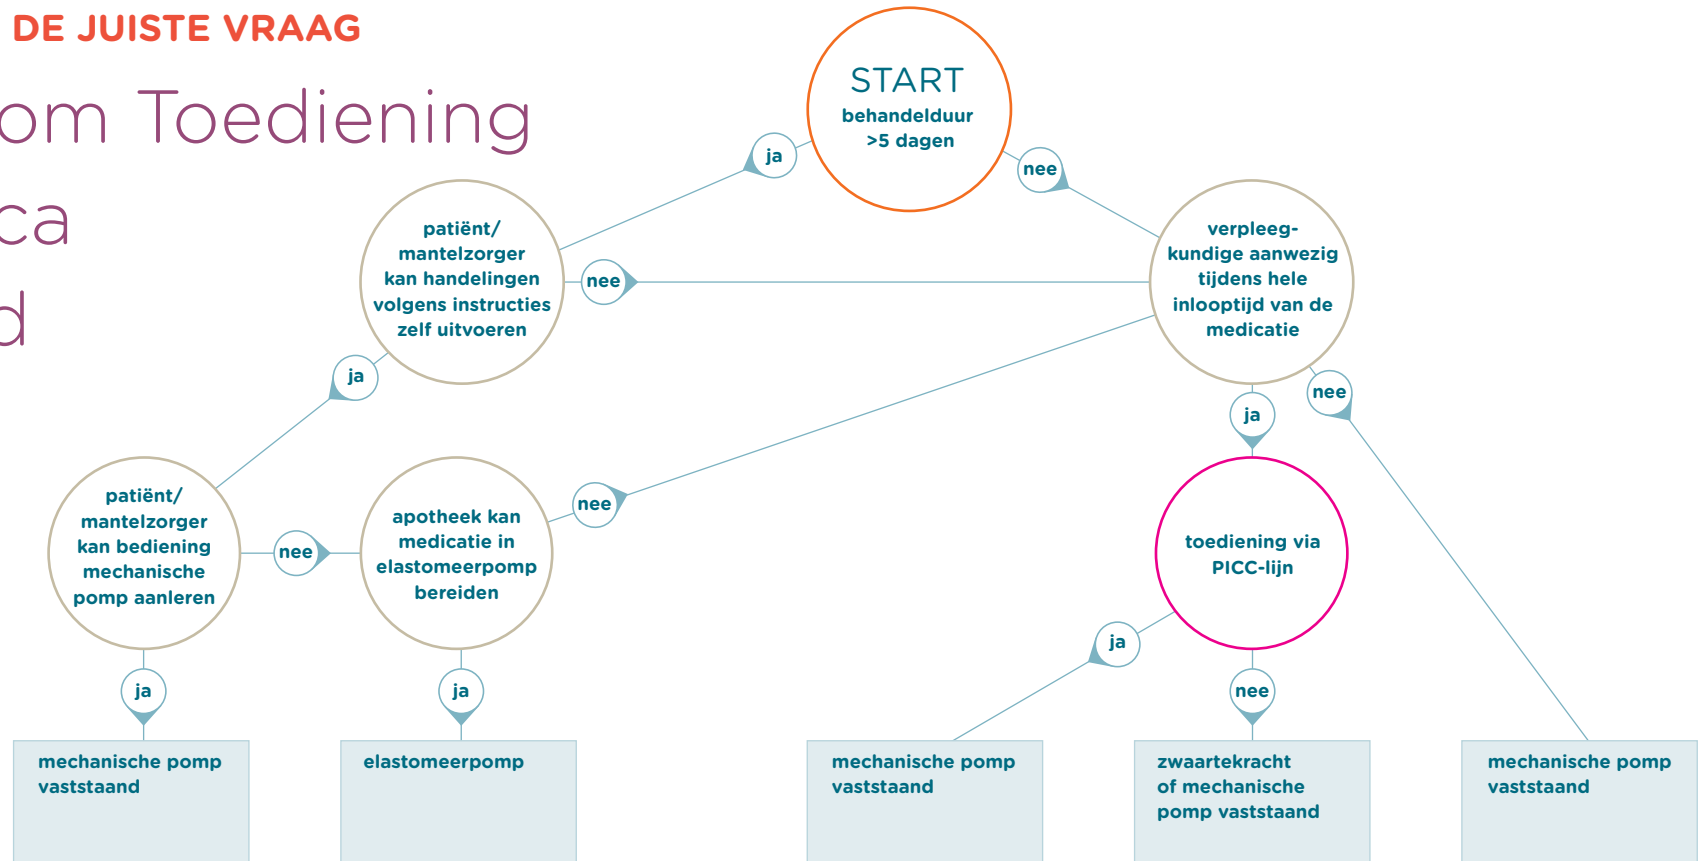 DE JUISTE VRAAG
om Toediening
ca
d
START
behandelduur
>5 dagen
ja
nee
patiënt/
mantelzorger
kan handelingen
volgens instructies
zelf uitvoeren
nee
verpleeg-
kundige aanwezig
tijdens hele
inlooptijd van de
medicatie
ja
nee
ja
patiënt/
mantelzorger
kan bediening
mechanische
pomp aanleren
nee
apotheek kan
medicatie in
elastomeerpomp
bereiden
nee
toediening via
PICC-lijn
ja
ja
ja
nee
mechanische pomp
vaststaand
elastomeerpomp
mechanische pomp
vaststaand
zwaartekracht
of mechanische
pomp vaststaand
mechanische pomp
vaststaand